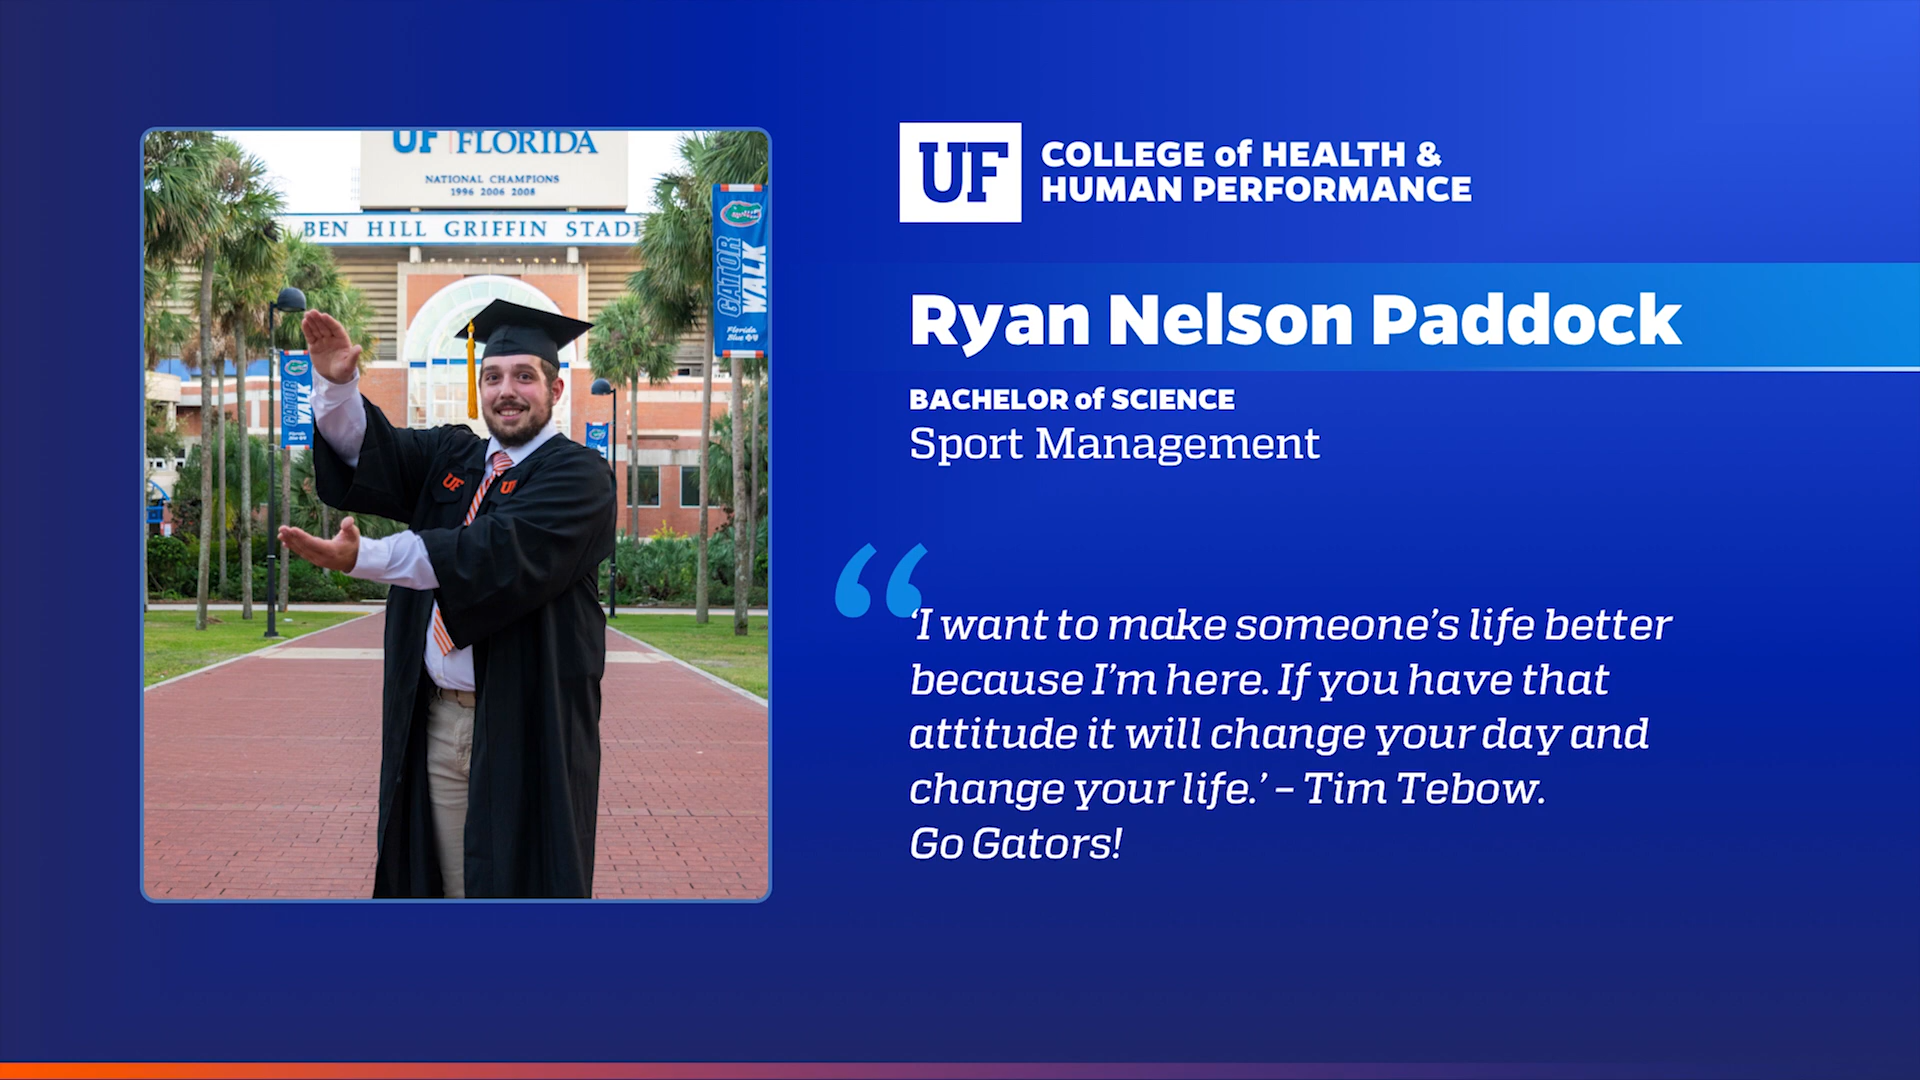 UF FLORIDA
NATIONAL CHAMPIONS
1996 2006 2008
BEN HILL GRIFFIN STADI
GATOR
WALK
Florida
Blue
GATOR
WALK
UF
UF
UF
COLLEGE of HEALTH &
HUMAN PERFORMANCE
Ryan Nelson Paddock
BACHELOR of SCIENCE
Sport Management
“
‘I want to make someone’s life better
because I’m here. If you have that
attitude it will change your day and
change your life.’ – Tim Tebow.
Go Gators!